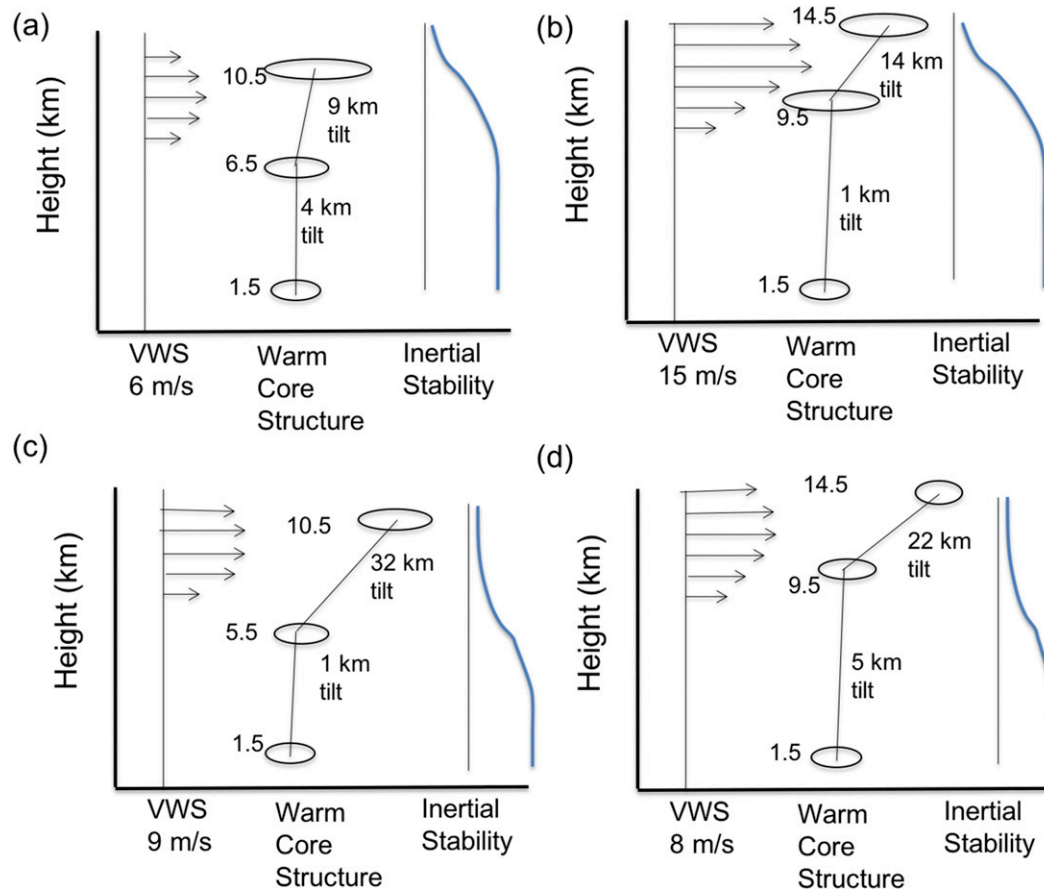 (a)
Height (km)
10.5
9 km
tilt
6.5
4 km
tilt
1.5
VWS
6 m/s
Warm
Core
Structure
Inertial
Stability
(b)
Height (km)
14.5
14 km
tilt
9.5
1 km
tilt
1.5
VWS
15 m/s
Warm
Core
Structure
Inertial
Stability
(c)
Height (km)
10.5
32 km
tilt
5.5
1 km
tilt
1.5
VWS
9 m/s
Warm
Core
Structure
Inertial
Stability
(d)
Height (km)
14.5
22 km
tilt
9.5
5 km
tilt
1.5
VWS
8 m/s
Warm
Core
Structure
Inertial
Stability